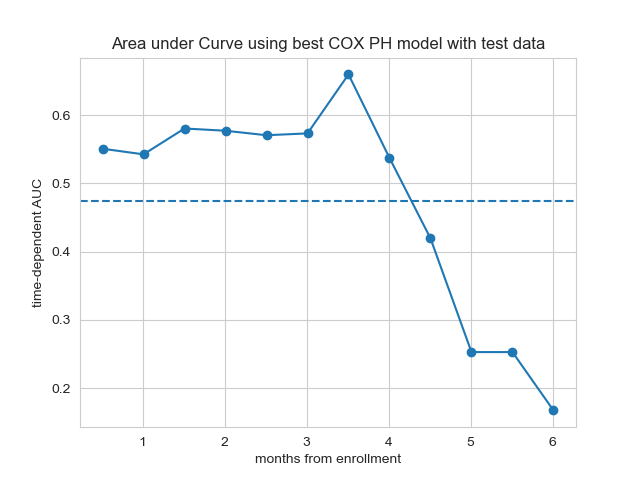 Area under Curve using best COX PH model with test data
time-dependent AUC
0.6
0.5
0.4
0.3
0.2
1 2 3 4 5 6
months from enrollment